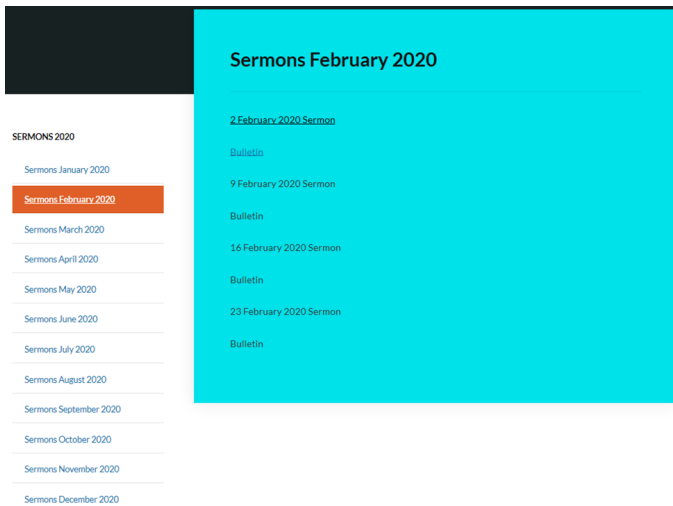 Sermons February 2020
2 February 2020 Sermon
Bulletin
9 February 2020 Sermon
Bulletin
16 February 2020 Sermon
Bulletin
23 February 2020 Sermon
Bulletin
SERMONS 2020
Sermons January 2020
Sermons February 2020
Sermons March 2020
Sermons April 2020
Sermons May 2020
Sermons June 2020
Sermons July 2020
Sermons August 2020
Sermons September 2020
Sermons October 2020
Sermons November 2020
Sermons December 2020